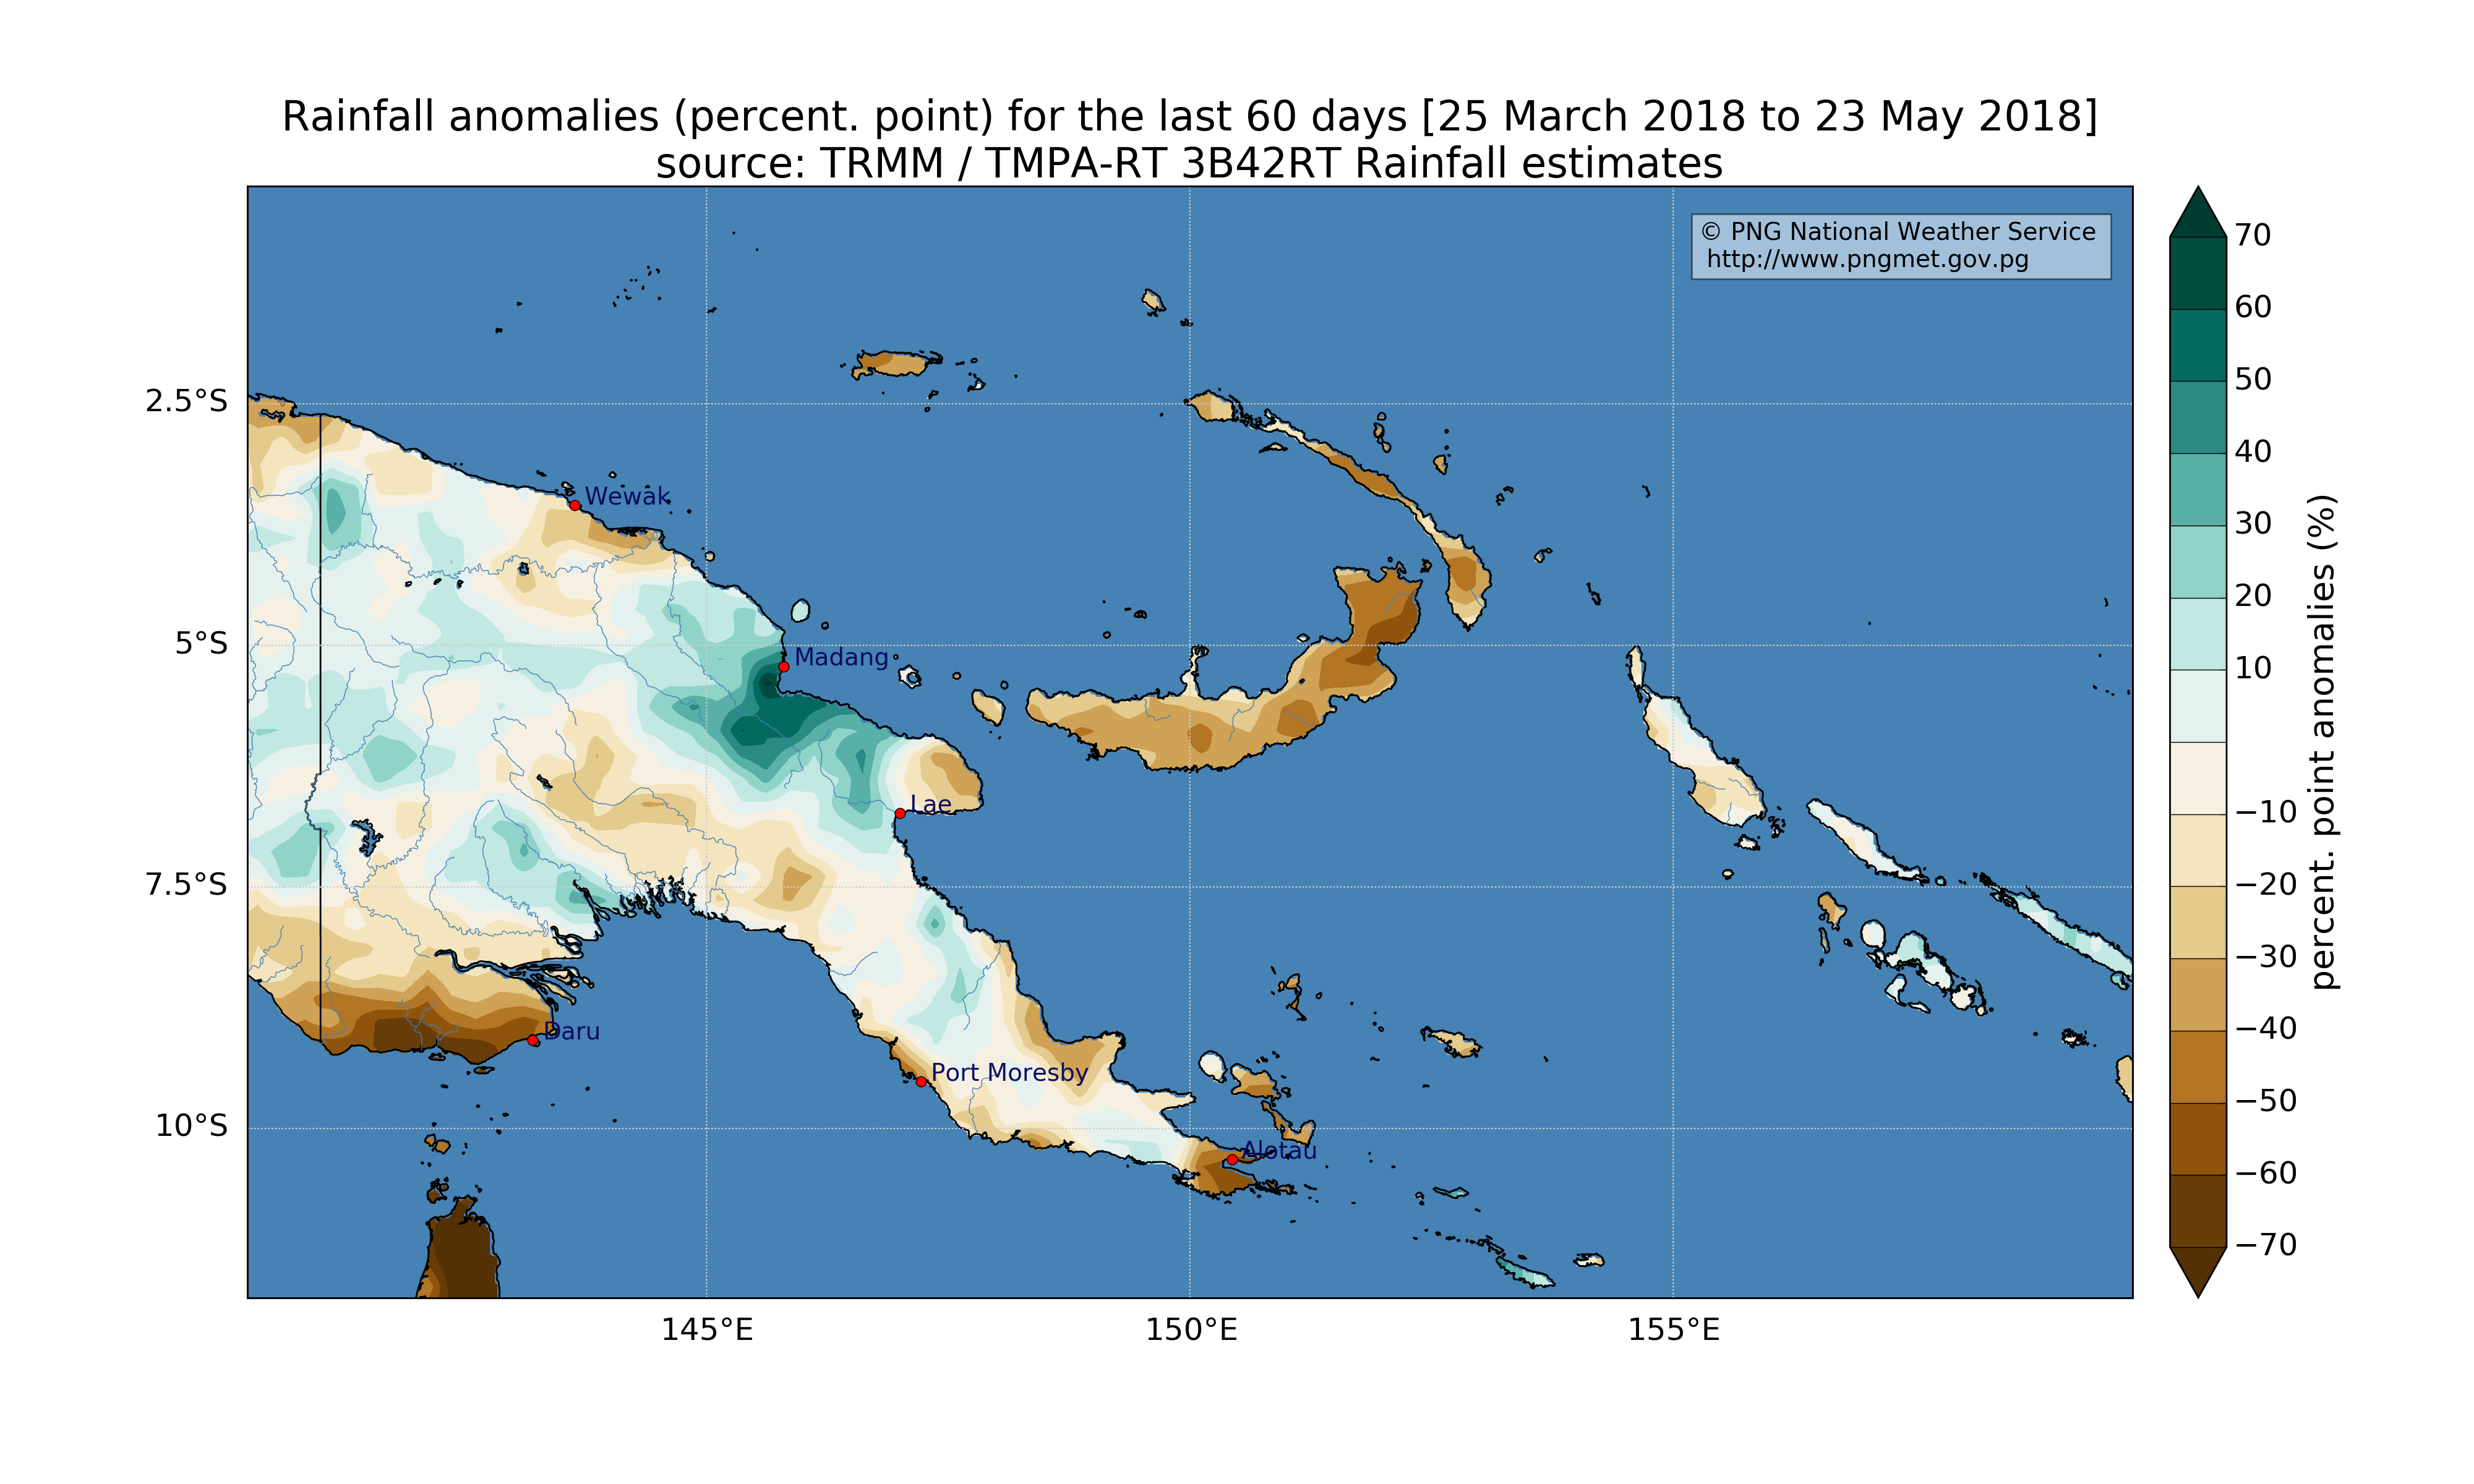 Rainfall anomalies (percent. point) for the last 60 days [25 March 2018 to 23 May 2018]
source: TRMM / TMPA-RT 3B42RT Rainfall estimates
© PNG National Weather Service
http://www.pngmet.gov.pg
70
60
50
40
30
20
10
−10
−20
−30
−40
−50
−60
−70
percent. point anomalies (%)
2.5°S
5°S
7.5°S
10°S
Wewak
Madang
Lae
Daru
Port Moresby
Alotau
145°E
150°E
155°E